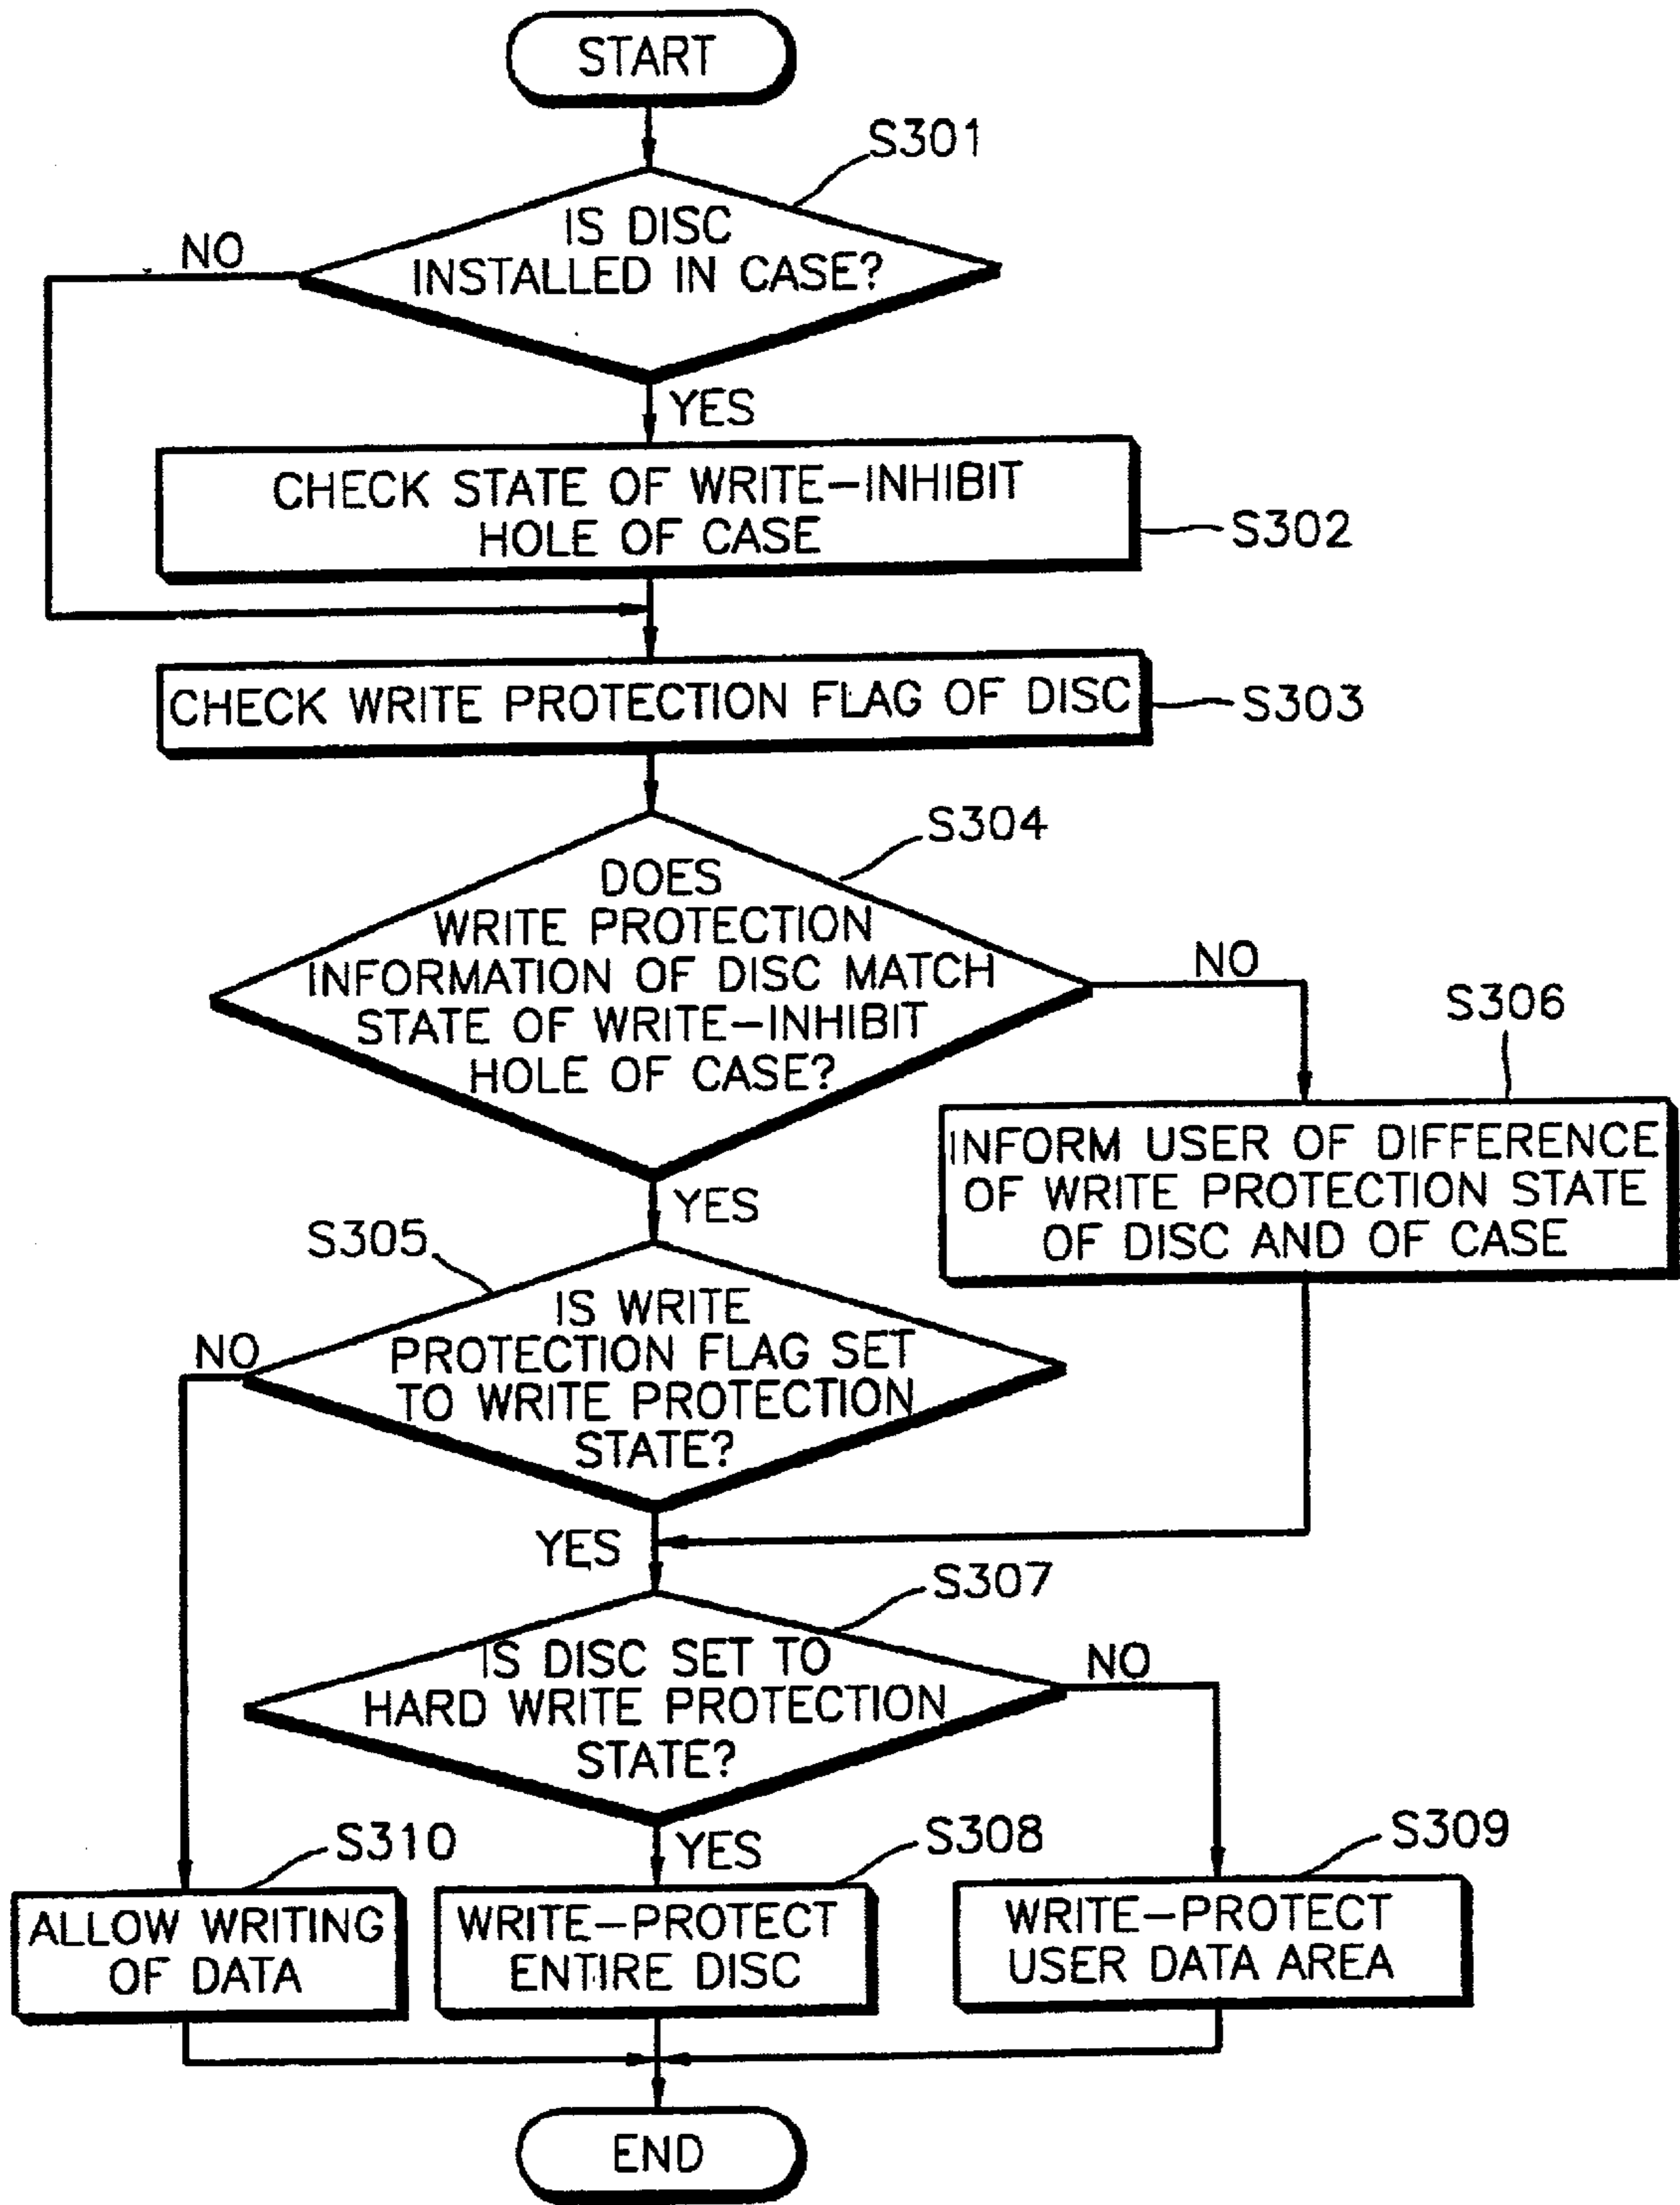 START
S301
IS DISC
INSTALLED IN CASE?
NO
YES
CHECK STATE OF WRITE-INHIBIT
HOLE OF CASE
S302
CHECK WRITE PROTECTION FLAG OF DISC
S303
S304
DOES
WRITE PROTECTION
INFORMATION OF DISC MATCH
STATE OF WRITE-INHIBIT
HOLE OF CASE?
NO
S306
INFORM USER OF DIFFERENCE
OF WRITE PROTECTION STATE
OF DISC AND OF CASE
YES
S305
IS WRITE
PROTECTION FLAG SET
TO WRITE PROTECTION
STATE?
NO
YES
S307
IS DISC SET TO
HARD WRITE PROTECTION
STATE?
NO
YES
S310
ALLOW WRITING
OF DATA
S308
WRITE-PROTECT
ENTIRE DISC
S309
WRITE-PROTECT
USER DATA AREA
END